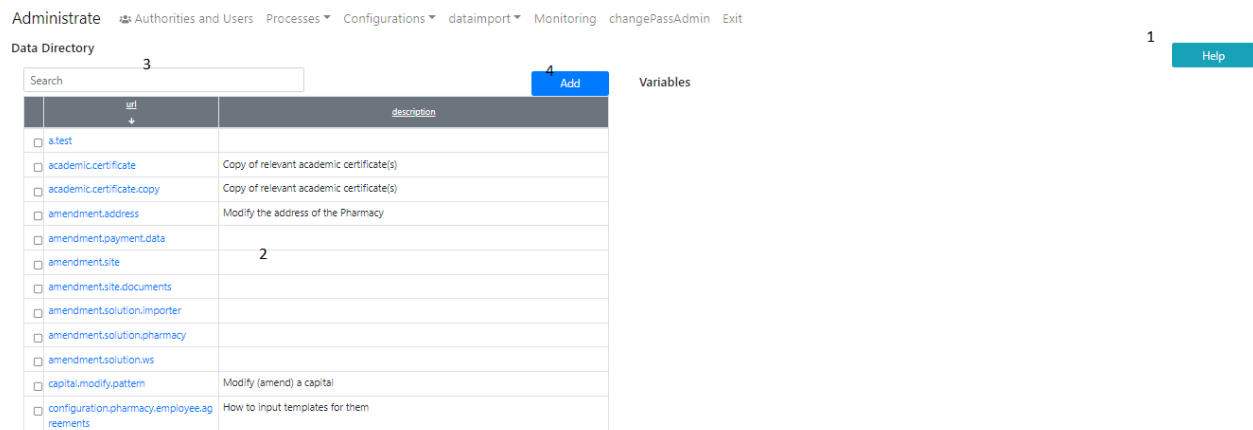 Administrate Authorities and Users Processes Configurations dataimport Monitoring changePassAdmin Exit
Data Directory
1
Help
3
Search
4
Add
Variables
url description
a.test
academic.certificate Copy of relevant academic certificate(s)
academic.certificate.copy Copy of relevant academic certificate(s)
amendment.address Modify the address of the Pharmacy
amendment.payment.data
2
amendment.site
amendment.site.documents
amendment.solution.importer
amendment.solution.pharmacy
amendment.solution.ws
capital.modify.pattern Modify (amend) a capital
configuration.pharmacy.employee.ag How to input templates for them
reements